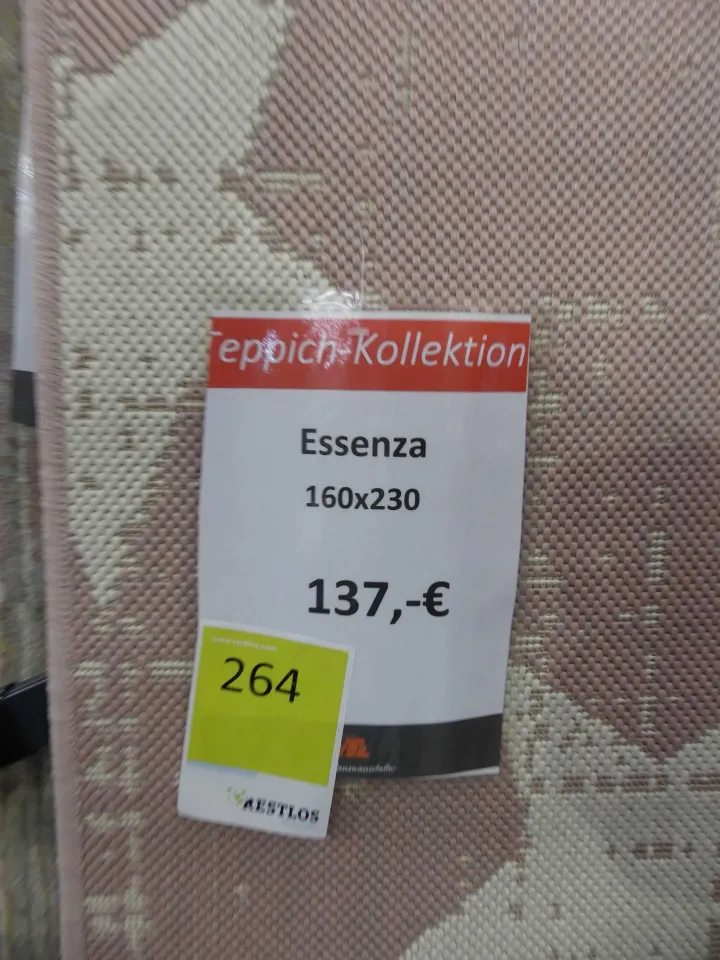 Teppich-Kollektion
Essenza
160x230
137,-€
264
RESTLOS